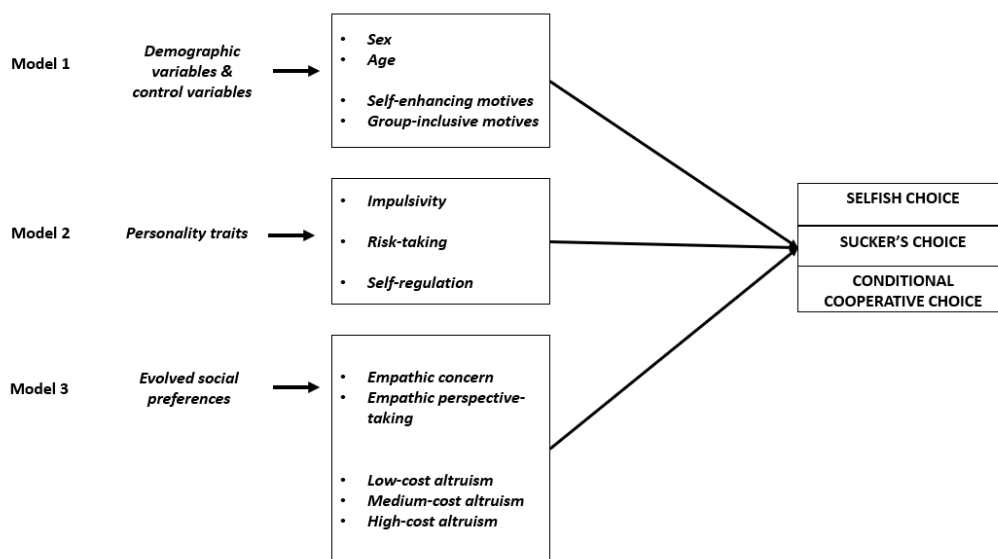 Model 1
Demographic
variables &
control variables
• Sex
• Age
• Self-enhancing motives
• Group-inclusive motives
Model 2
Personality traits
• Impulsivity
• Risk-taking
• Self-regulation
Model 3
Evolved social
preferences
• Empathic concern
• Empathic perspective-
taking
• Low-cost altruism
• Medium-cost altruism
• High-cost altruism
SELFISH CHOICE
SUCKER'S CHOICE
CONDITIONAL
COOPERATIVE CHOICE